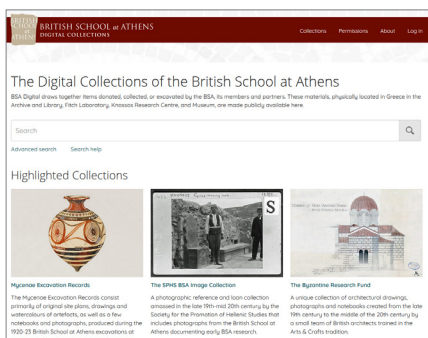 BRITISH
SCHOOL
at
ATHENS
BRITISH SCHOOL at ATHENS
DIGITAL COLLECTIONS
Collections Permissions About Log In
The Digital Collections of the British School at Athens
BSA Digital draws together items donated, collected, or excavated by the BSA, its members and partners. These materials, physically located in Greece in the
Archive and Library, Fitch Laboratory, Knossos Research Centre, and Museum, are made publicly available here.
Search
Advanced search Search help
Highlighted Collections
S
Mycenae Excavation Records
The Mycenae Excavation Records consist
primarily of original site plans, drawings and
watercolours of artefacts, as well as a few
notebooks and photographs, produced during the
1920-23 British School at Athens excavations at
The SPHS BSA Image Collection
A photographic reference and loan collection
amassed in the late 19th-mid 20th century by the
Society for the Promotion of Hellenic Studies that
includes photographs from the British School at
Athens documenting early BSA research.
The Byzantine Research Fund
A unique collection of architectural drawings,
photographs and notebooks created from the late
19th century to the middle of the 20th century by
a small team of British architects trained in the
Arts & Crafts tradition.